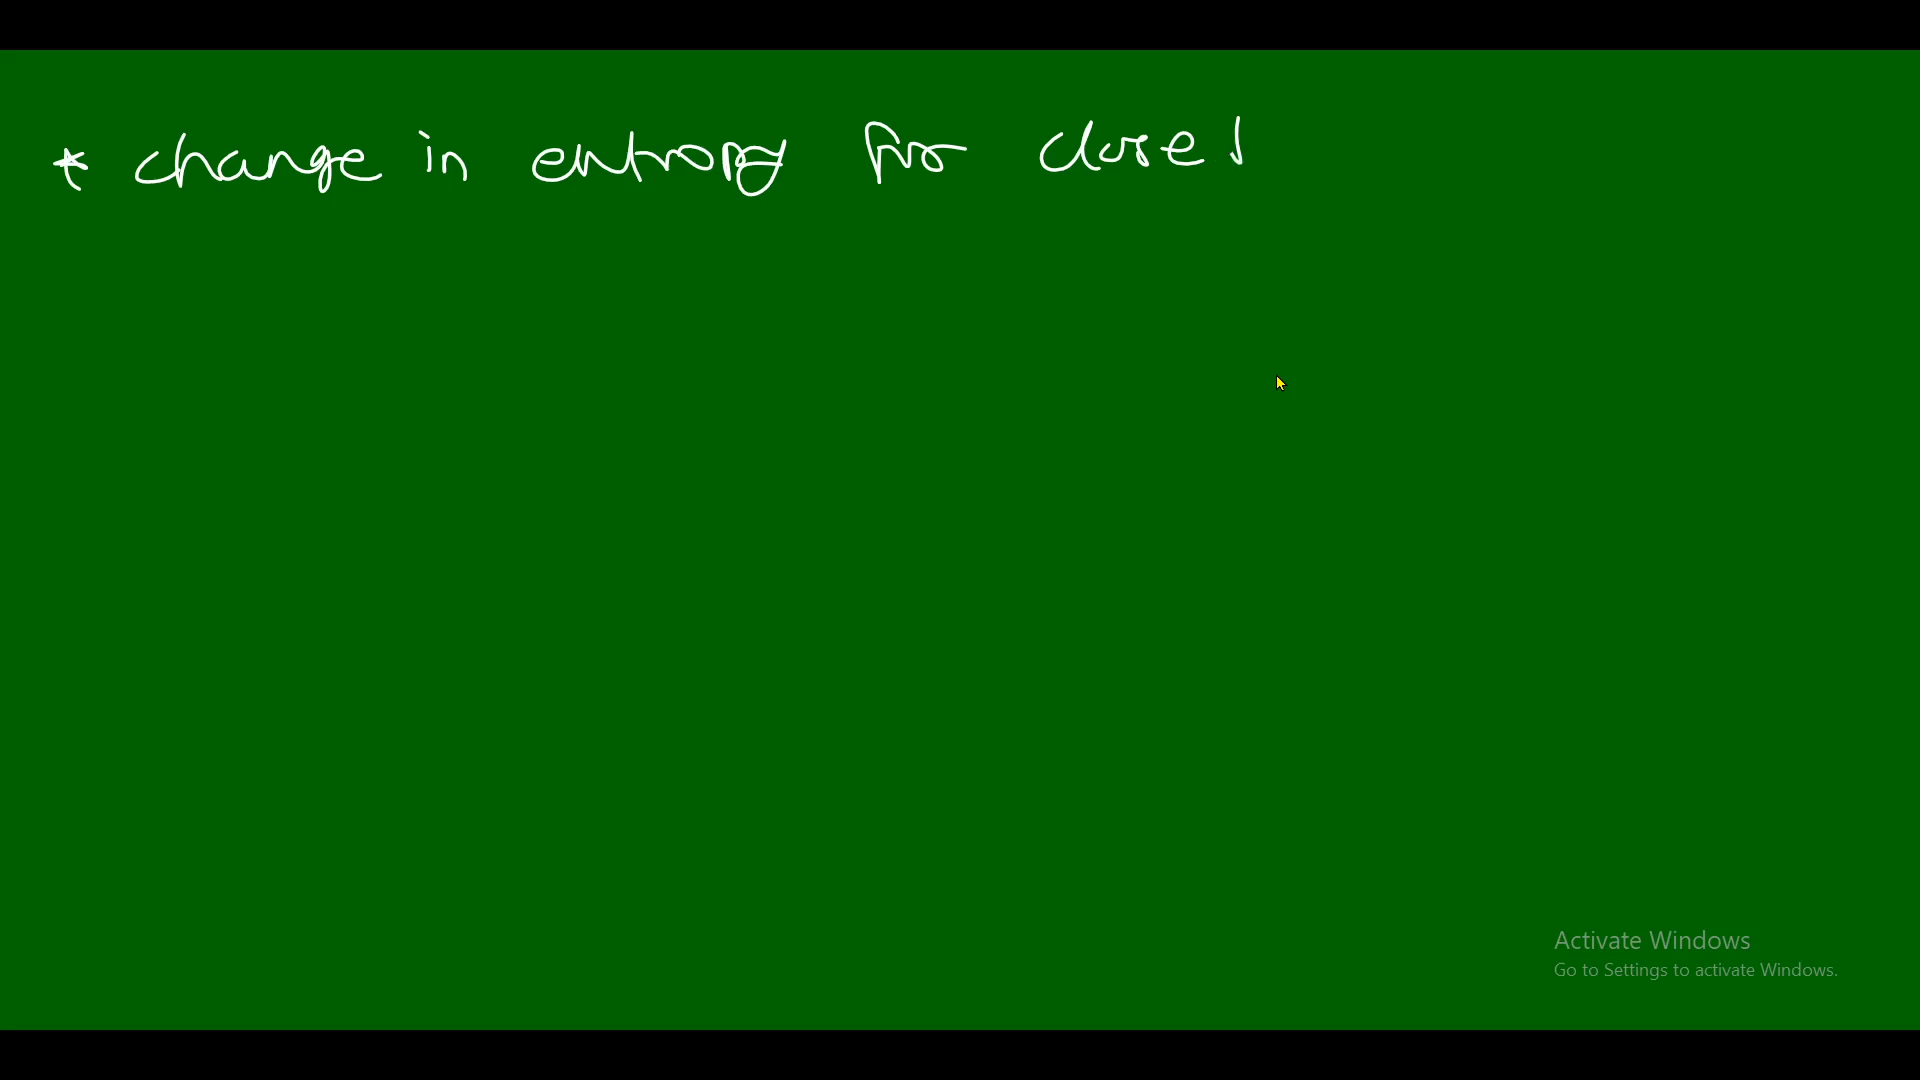 * change in entropy for close
Activate Windows
Go to Settings to activate Windows.